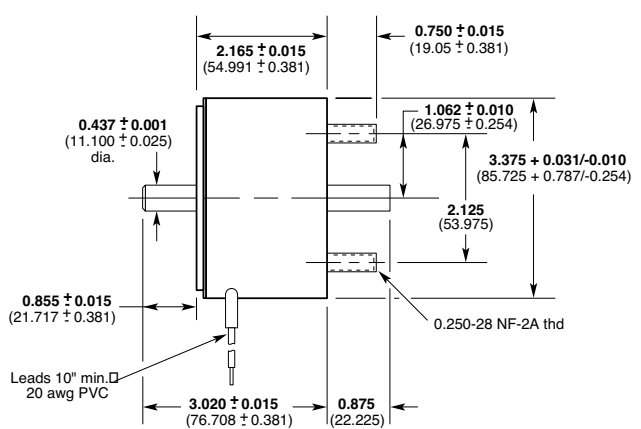 0.750 ± 0.015
(19.05 ± 0.381)
2.165 ± 0.015
(54.991 ± 0.381)
1.062 ± 0.010
(26.975 ± 0.254)
0.437 ± 0.001
(11.100 ± 0.025)
dia.
3.375 + 0.031/-0.010
(85.725 + 0.787/-0.254)
2.125
(53.975)
0.855 ± 0.015
(21.717 ± 0.381)
0.250-28 NF-2A thd
Leads 10" min.□
20 awg PVC
3.020 ± 0.015
(76.708 ± 0.381)
0.875
(22.225)